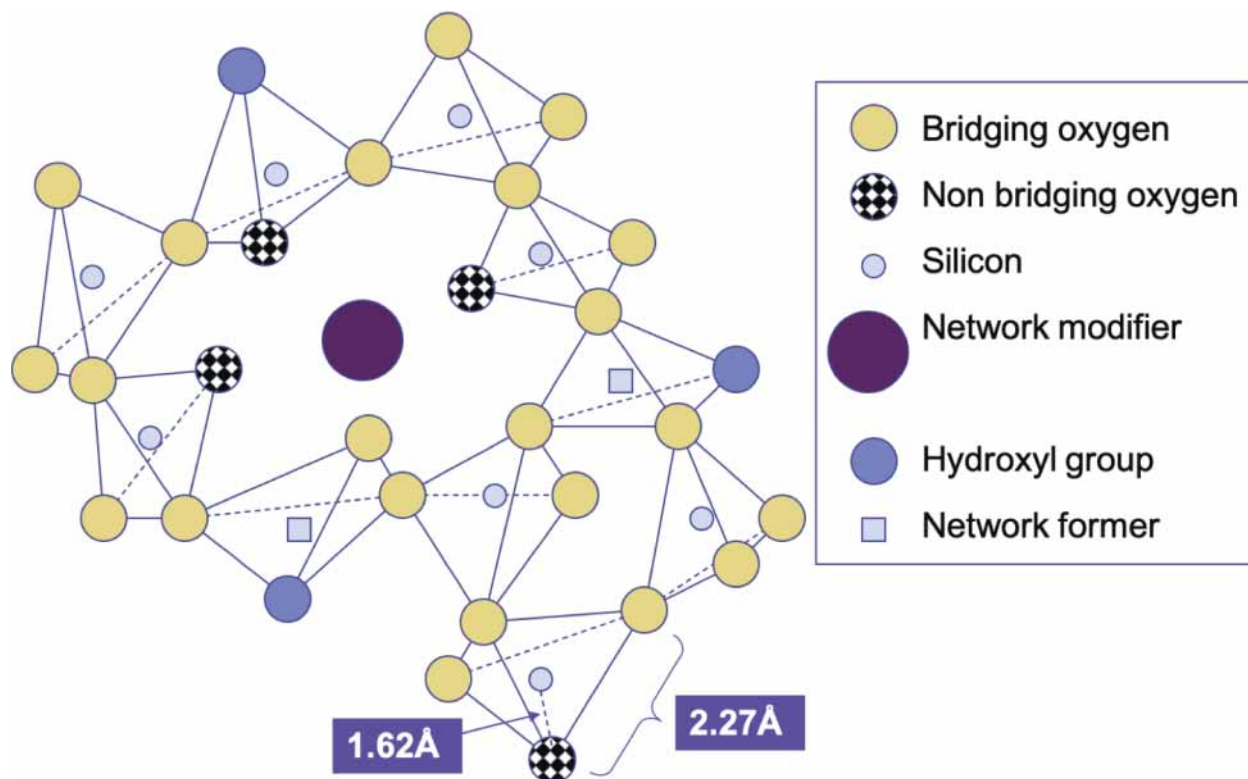 Bridging oxygen
Non bridging oxygen
Silicon
Network modifier
Hydroxyl group
Network former
1.62Å
2.27Å